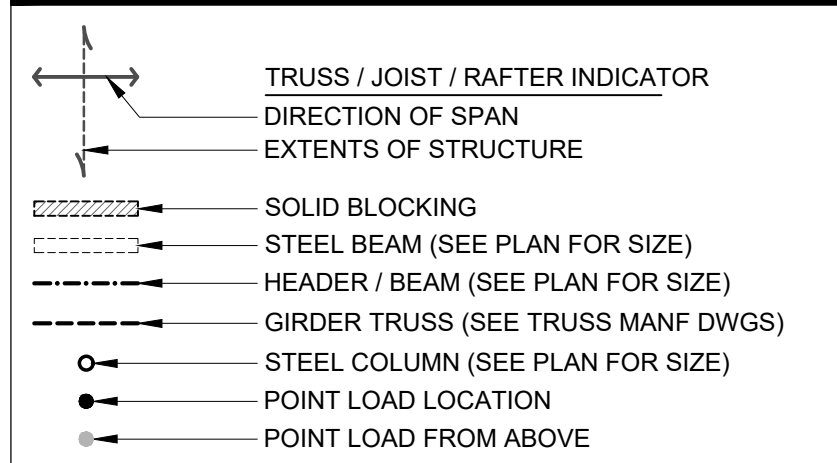 TRUSS / JOIST / RAFTER INDICATOR
DIRECTION OF SPAN
EXTENTS OF STRUCTURE
SOLID BLOCKING
STEEL BEAM (SEE PLAN FOR SIZE)
HEADER / BEAM (SEE PLAN FOR SIZE)
GIRDER TRUSS (SEE TRUSS MANF DWGS)
STEEL COLUMN (SEE PLAN FOR SIZE)
POINT LOAD LOCATION
POINT LOAD FROM ABOVE